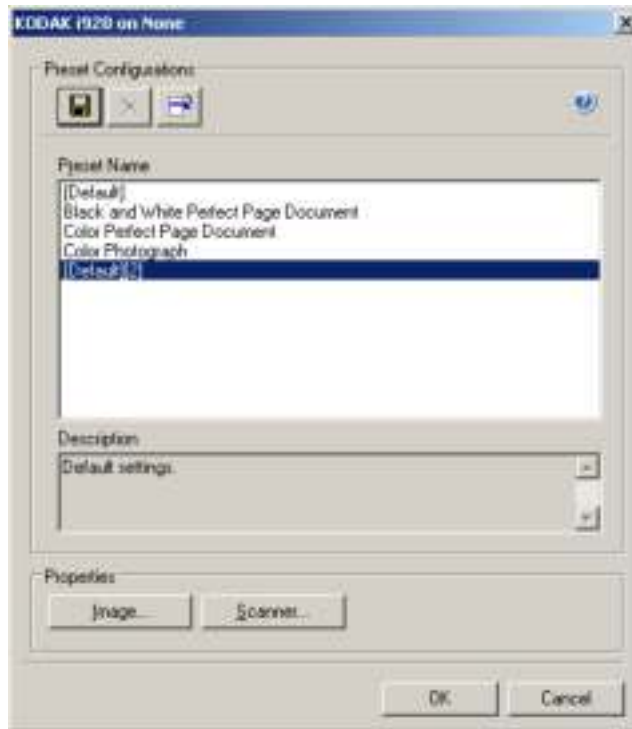 KODAK i920 on None
Preset Configurations
Preset Name
[Default]
Black and White Perfect Page Document
Color Perfect Page Document
Color Photograph
[Default][2]
Description
Default settings.
Properties
Image...
Scanner...
OK
Cancel